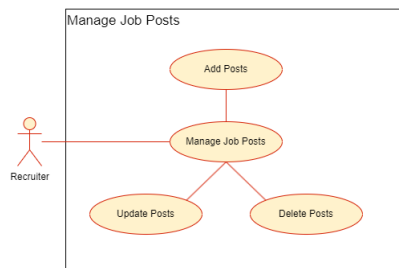 Manage Job Posts
Add Posts
Manage Job Posts
Recruiter
Update Posts
Delete Posts